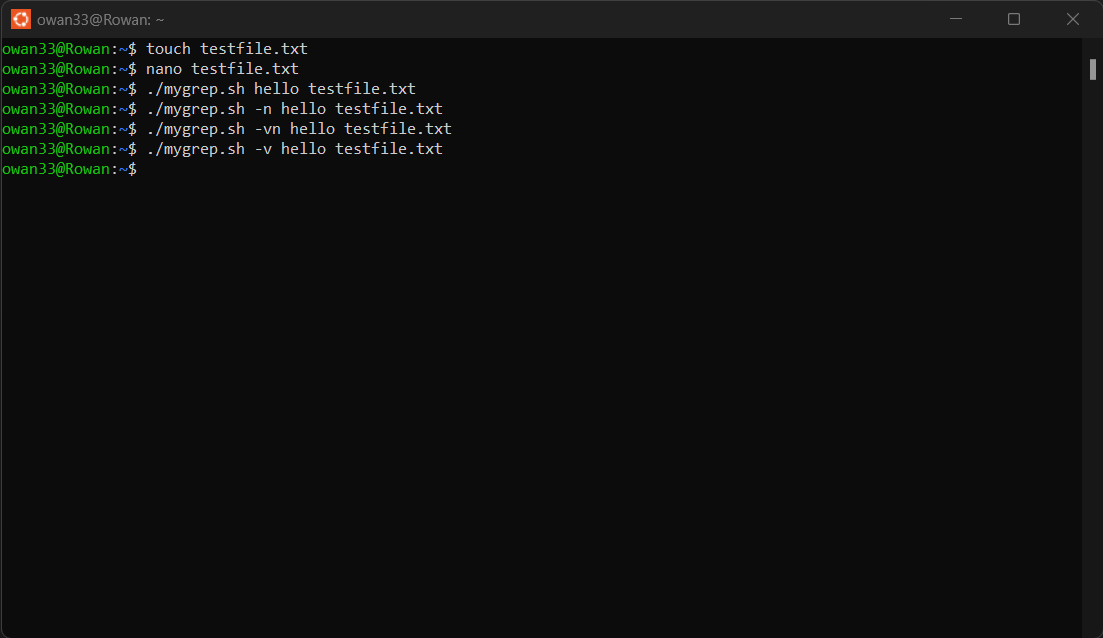 owan33@Rowan: ~
owan33@Rowan:~$ touch testfile.txt
owan33@Rowan:~$ nano testfile.txt
owan33@Rowan:~$ ./mygrep.sh hello testfile.txt
owan33@Rowan:~$ ./mygrep.sh -n hello testfile.txt
owan33@Rowan:~$ ./mygrep.sh -vn hello testfile.txt
owan33@Rowan:~$ ./mygrep.sh -v hello testfile.txt
owan33@Rowan:~$